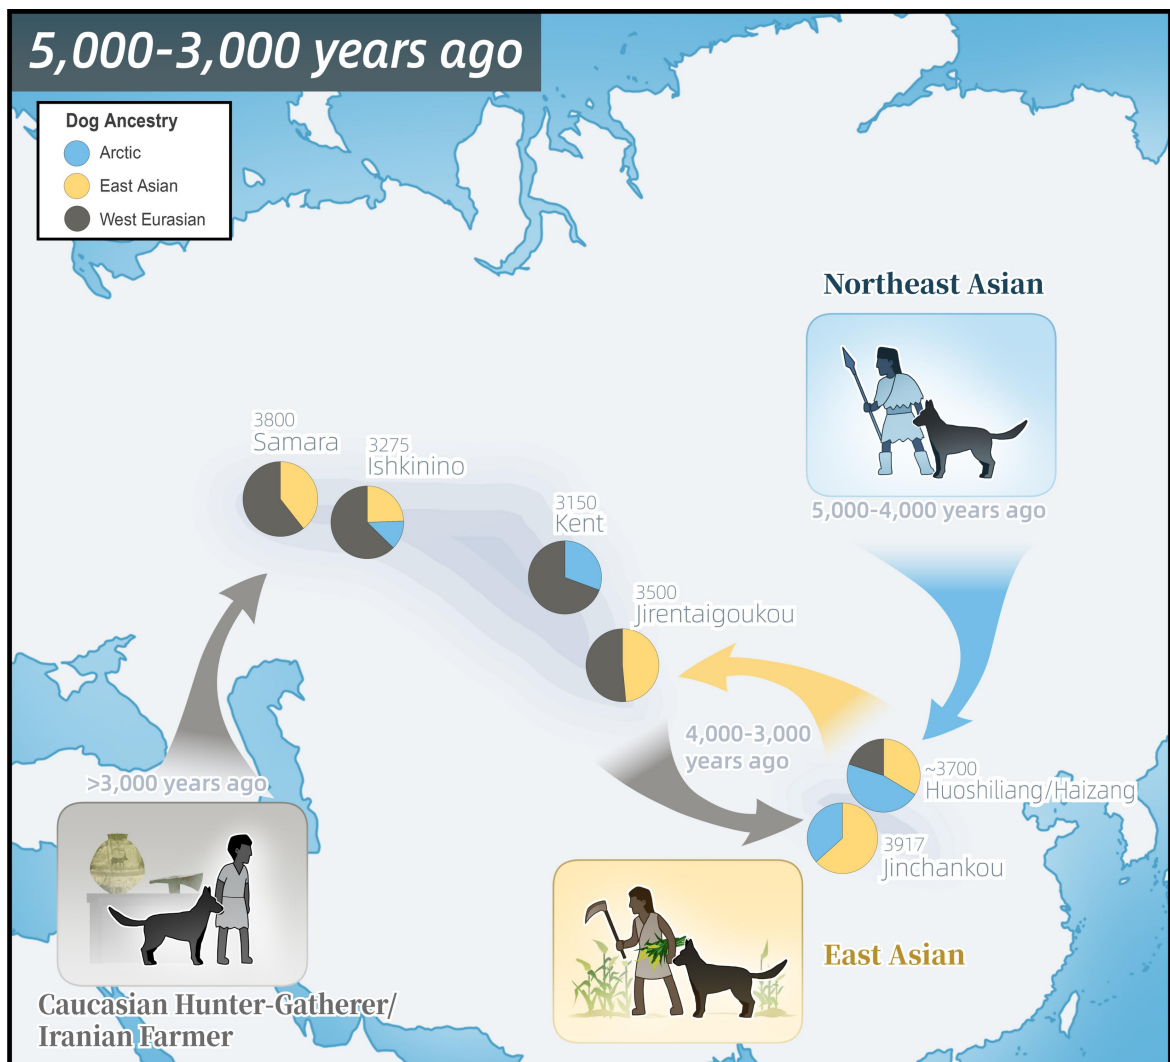 5,000-3,000 years ago
Dog Ancestry
Arctic
East Asian
West Eurasian
Northeast Asian
5,000-4,000 years ago
3800
Samara
3275
Ishkinino
3150
Kent
3500
Jirentaigoukou
4,000-3,000
years ago
~3700
Huoshiliang/Haizang
3917
Jinchankou
>3,000 years ago
Caucasian Hunter-Gatherer/
Iranian Farmer
East Asian